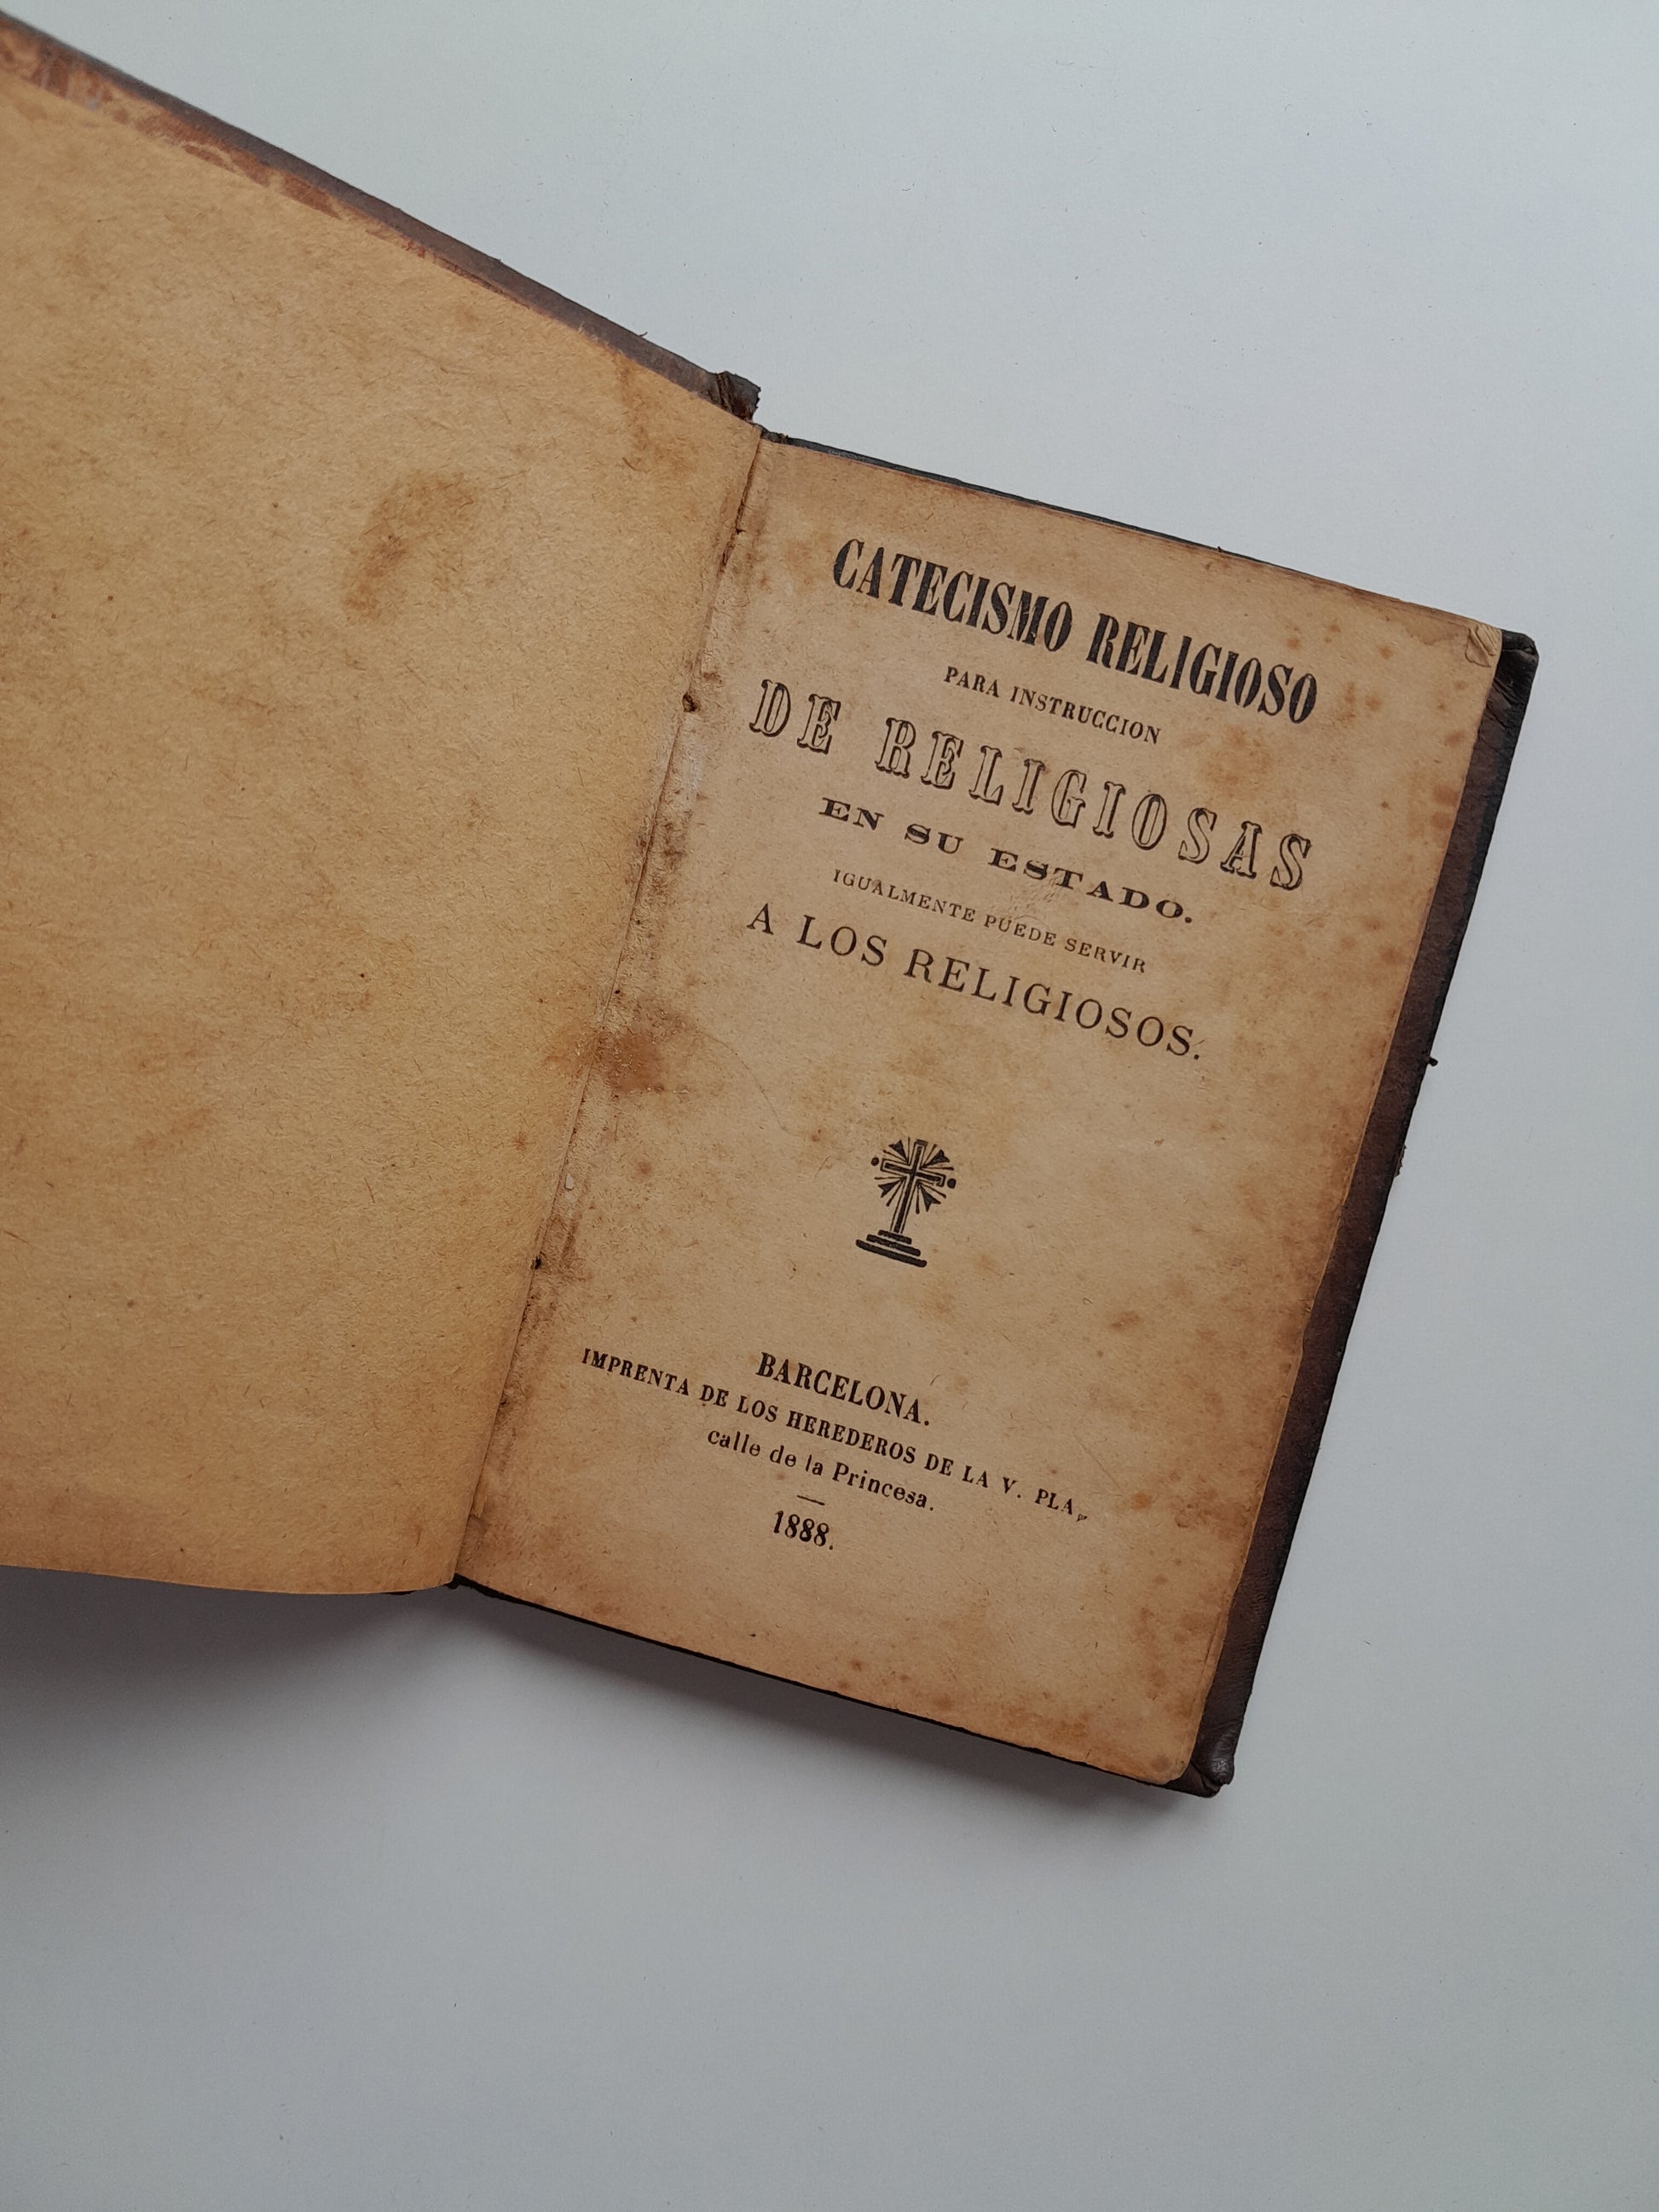 CATECISMO RELIGIOSO
PARA INSTRUCCION
DE RELIGIOSAS
EN SU ESTADO.
IGUALMENTE PUEDE SERVIR
A LOS RELIGIOSOS.
BARCELONA.
IMPRENTA DE LOS HEREDEROS DE LA V. PLA,
calle de la Princesa.
1888.